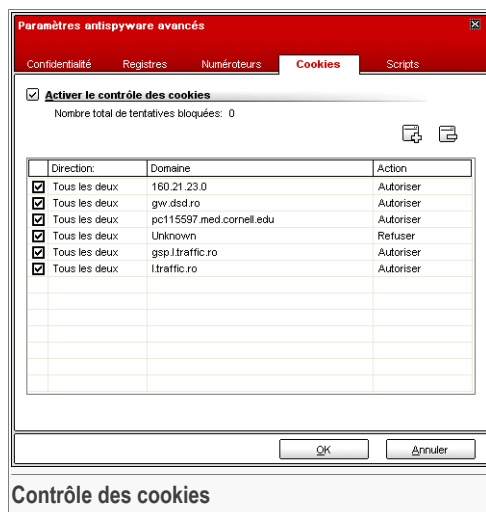 Paramètres antispyware avancés
Confidentialité Registres Numéroteurs Cookies Scripts
Activer le contrôle des cookies
Nombre total de tentatives bloquées: 0
Direction: Domaine Action
Tous les deux 160.21.23.0 Autoriser
Tous les deux gw.dsd.ro Autoriser
Tous les deux pc115597.med.cornell.edu Autoriser
Tous les deux Unknown Refuser
Tous les deux gsp.l.traffic.ro Autoriser
Tous les deux l.traffic.ro Autoriser
OK Annuler
Contrôle des cookies